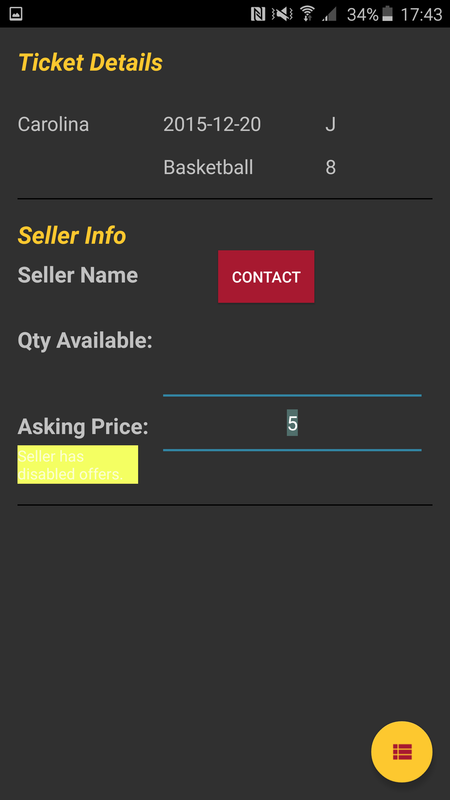 34% 17:43
Ticket Details
Carolina 2015-12-20 J
Basketball 8
Seller Info
Seller Name CONTACT
Qty Available:
Asking Price: 5
Seller has
disabled offers.